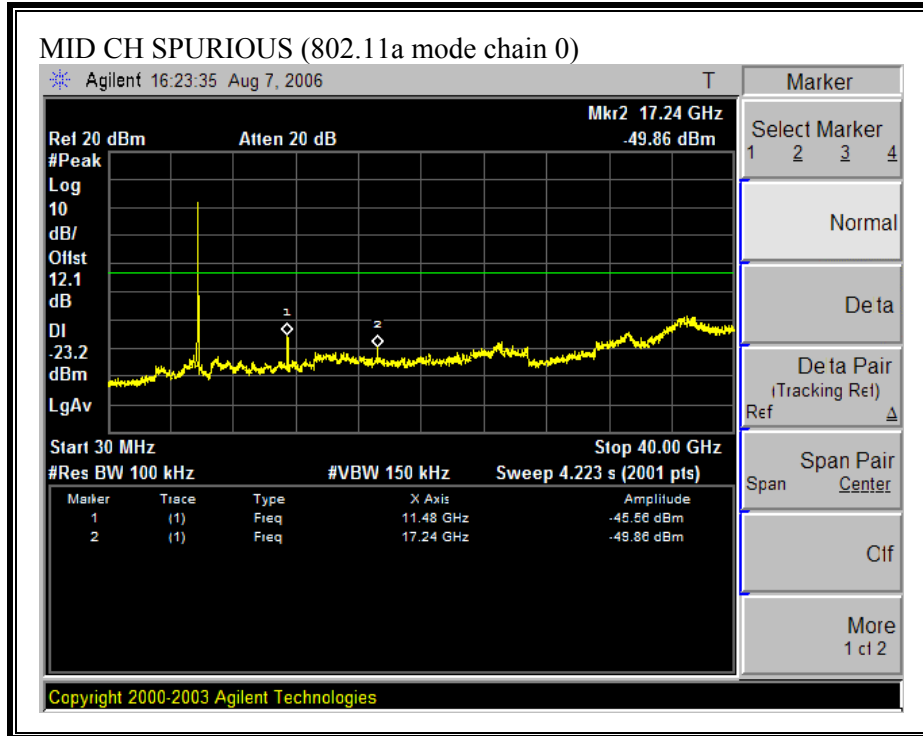 MID CH SPURIOUS (802.11a mode chain 0)
Agilent 16:23:35 Aug 7, 2006 T
Mkr2 17.24 GHz
Ref 20 dBm Atten 20 dB -49.86 dBm
#Peak
Log
10
dB/
Offst
12.1
dB
DI
-23.2
dBm
LgAv
1
2
Start 30 MHz Stop 40.00 GHz
#Res BW 100 kHz #VBW 150 kHz Sweep 4.223 s (2001 pts)
Marker Trace Type X Axis Amplitude
1 (1) Freq 11.48 GHz -45.56 dBm
2 (1) Freq 17.24 GHz -49.86 dBm
Copyright 2000-2003 Agilent Technologies
Marker
Select Marker
1 2 3 4
Normal
Delta
Delta Pair
(Tracking Ref)
Ref Δ
Span Pair
Span Center
Off
More
1 of 2